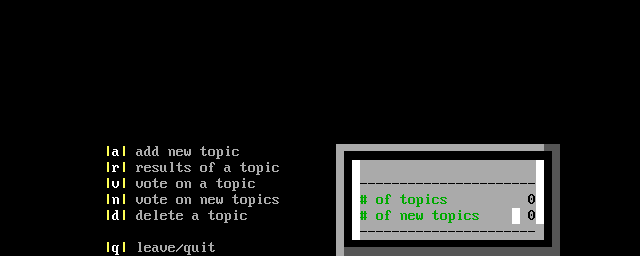 |a| add new topic
|r| results of a topic
|v| vote on a topic
|n| vote on new topics
|d| delete a topic
|q| leave/quit
# of topics 0
# of new topics 0